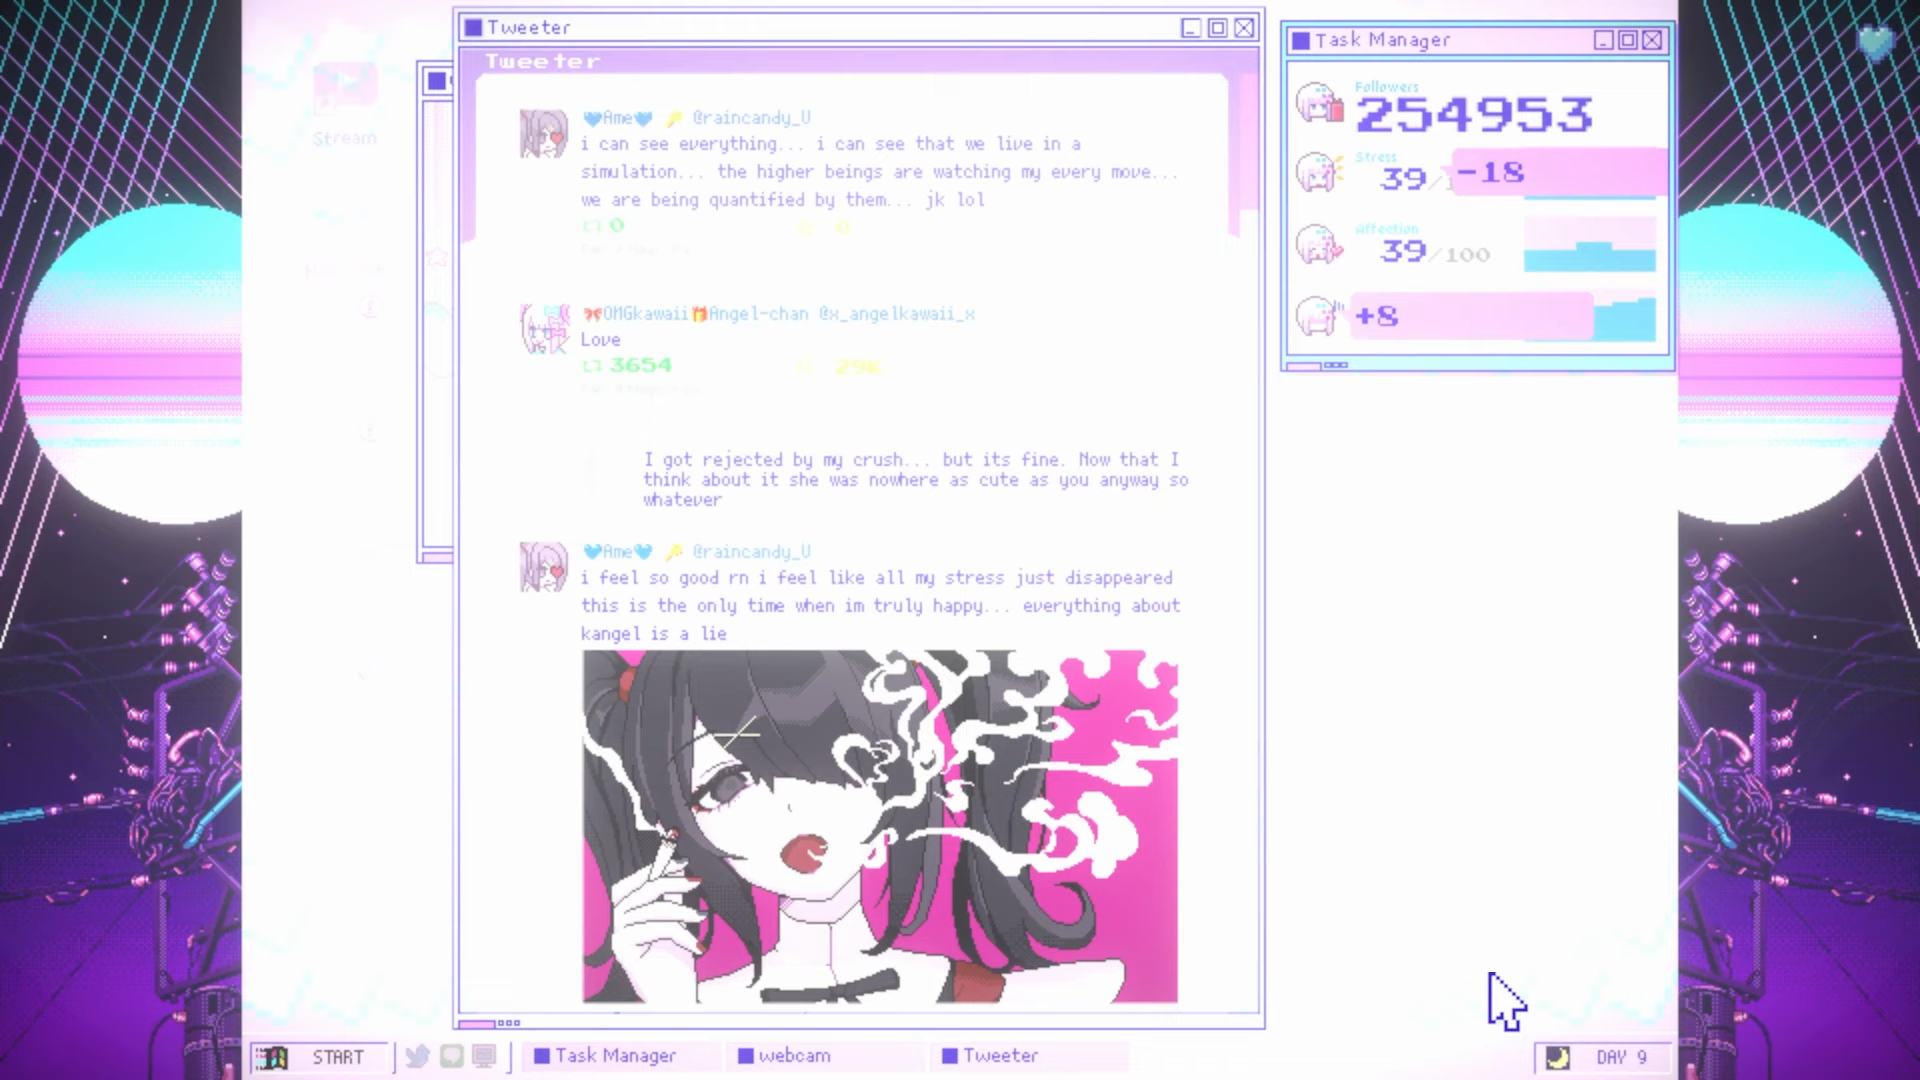 Tweeter
Tweeter
Ame @raincandy_U
i can see everything... i can see that we live in a
simulation... the higher beings are watching my every move...
we are being quantified by them... jk lol
0
0
OMGkawaii Angel-chan @x_angelkawaii_x
Love
3654
29K
I got rejected by my crush... but its fine. Now that I
think about it she was nowhere as cute as you anyway so
whatever
Ame @raincandy_U
i feel so good rn i feel like all my stress just disappeared
this is the only time when im truly happy... everything about
kangel is a lie
Task Manager
Followers
254953
Stress
39/1
-18
Affection
39/100
+8
Stream
START
Task Manager
webcam
Tweeter
DAY 9